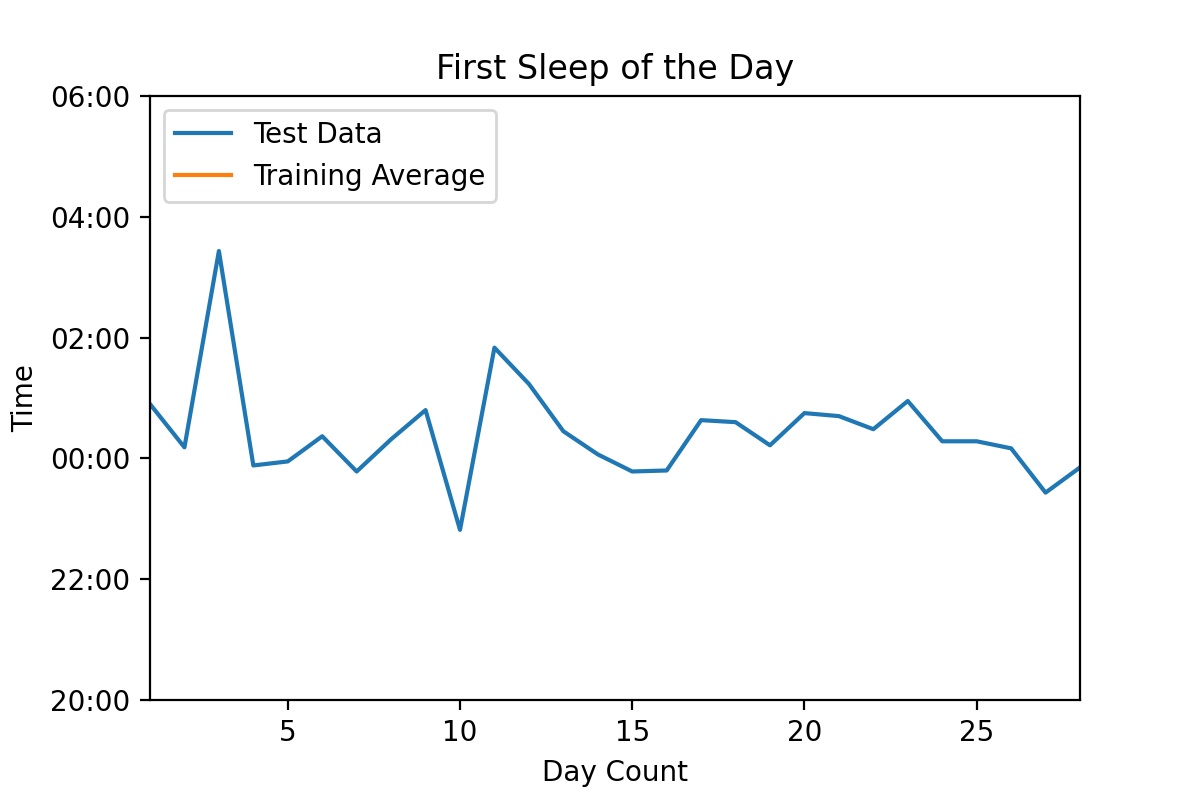 First Sleep of the Day
06:00
04:00
02:00
00:00
22:00
20:00
Time
Test Data
Training Average
5 10 15 20 25
Day Count